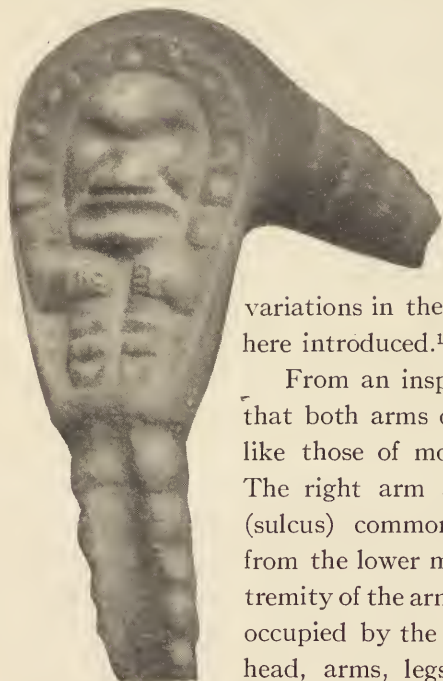 variations in the
here introduced.¹
From an insp
that both arms o
like those of mo
The right arm
(sulcus) common
from the lower m
tremity of the arm
occupied by the
head, arms, legs